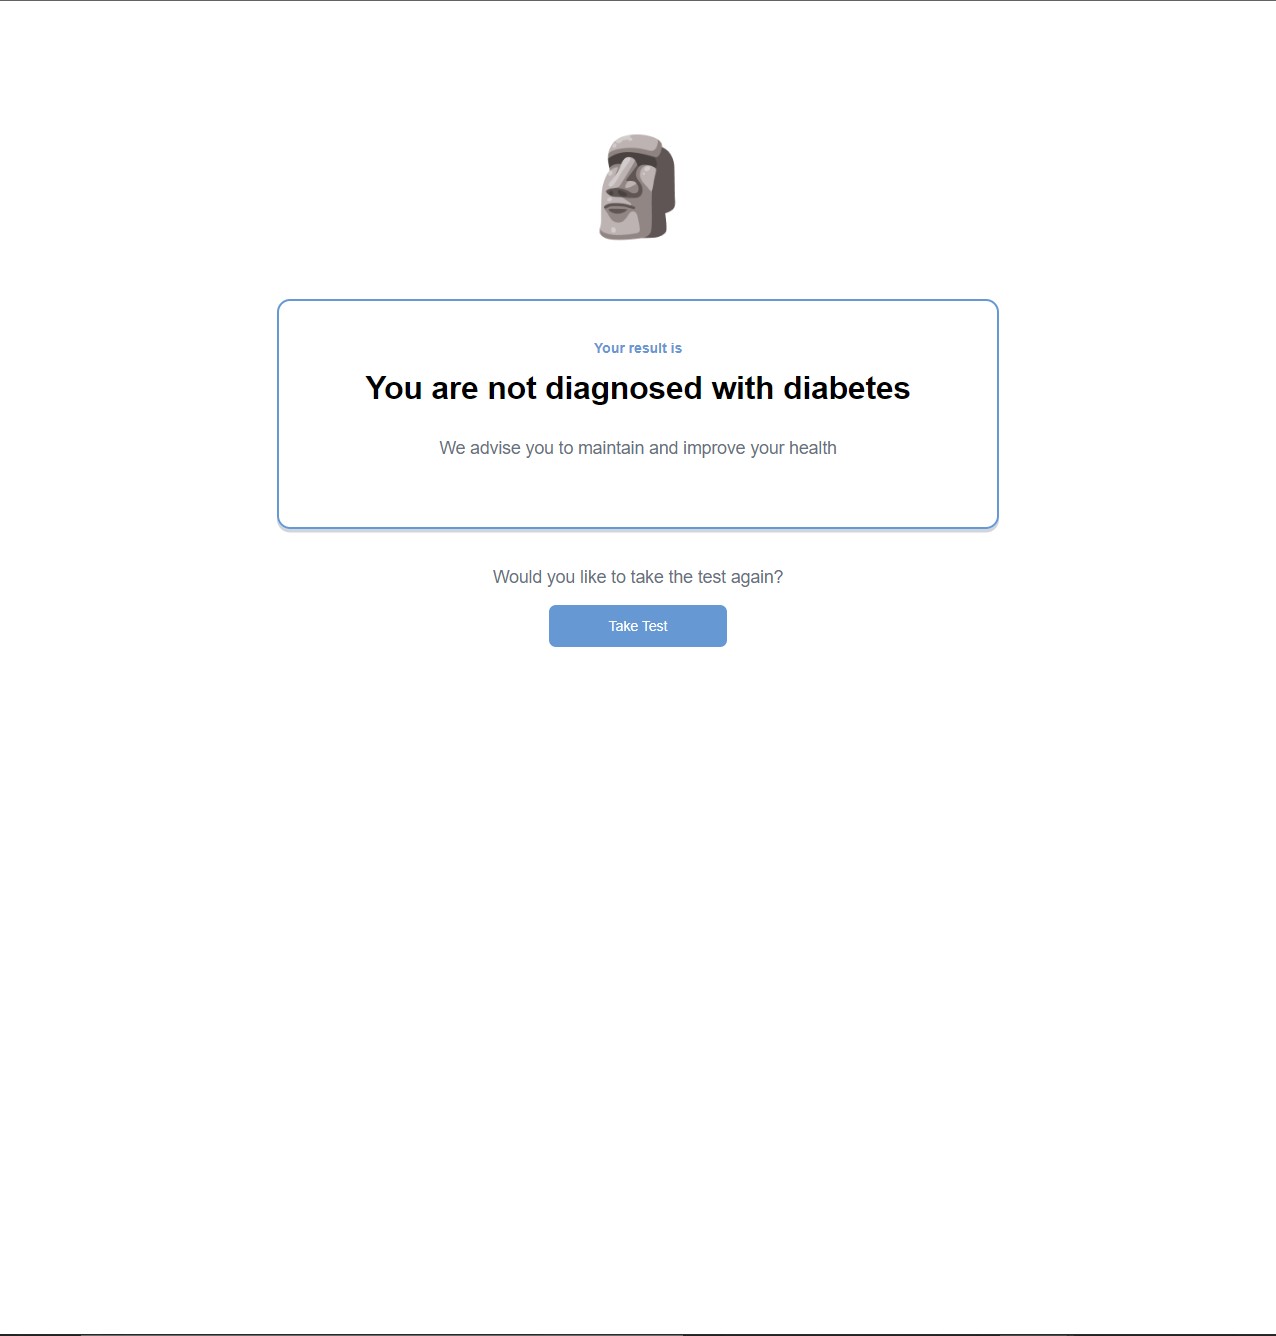 Your result is
You are not diagnosed with diabetes
We advise you to maintain and improve your health
Would you like to take the test again?
Take Test